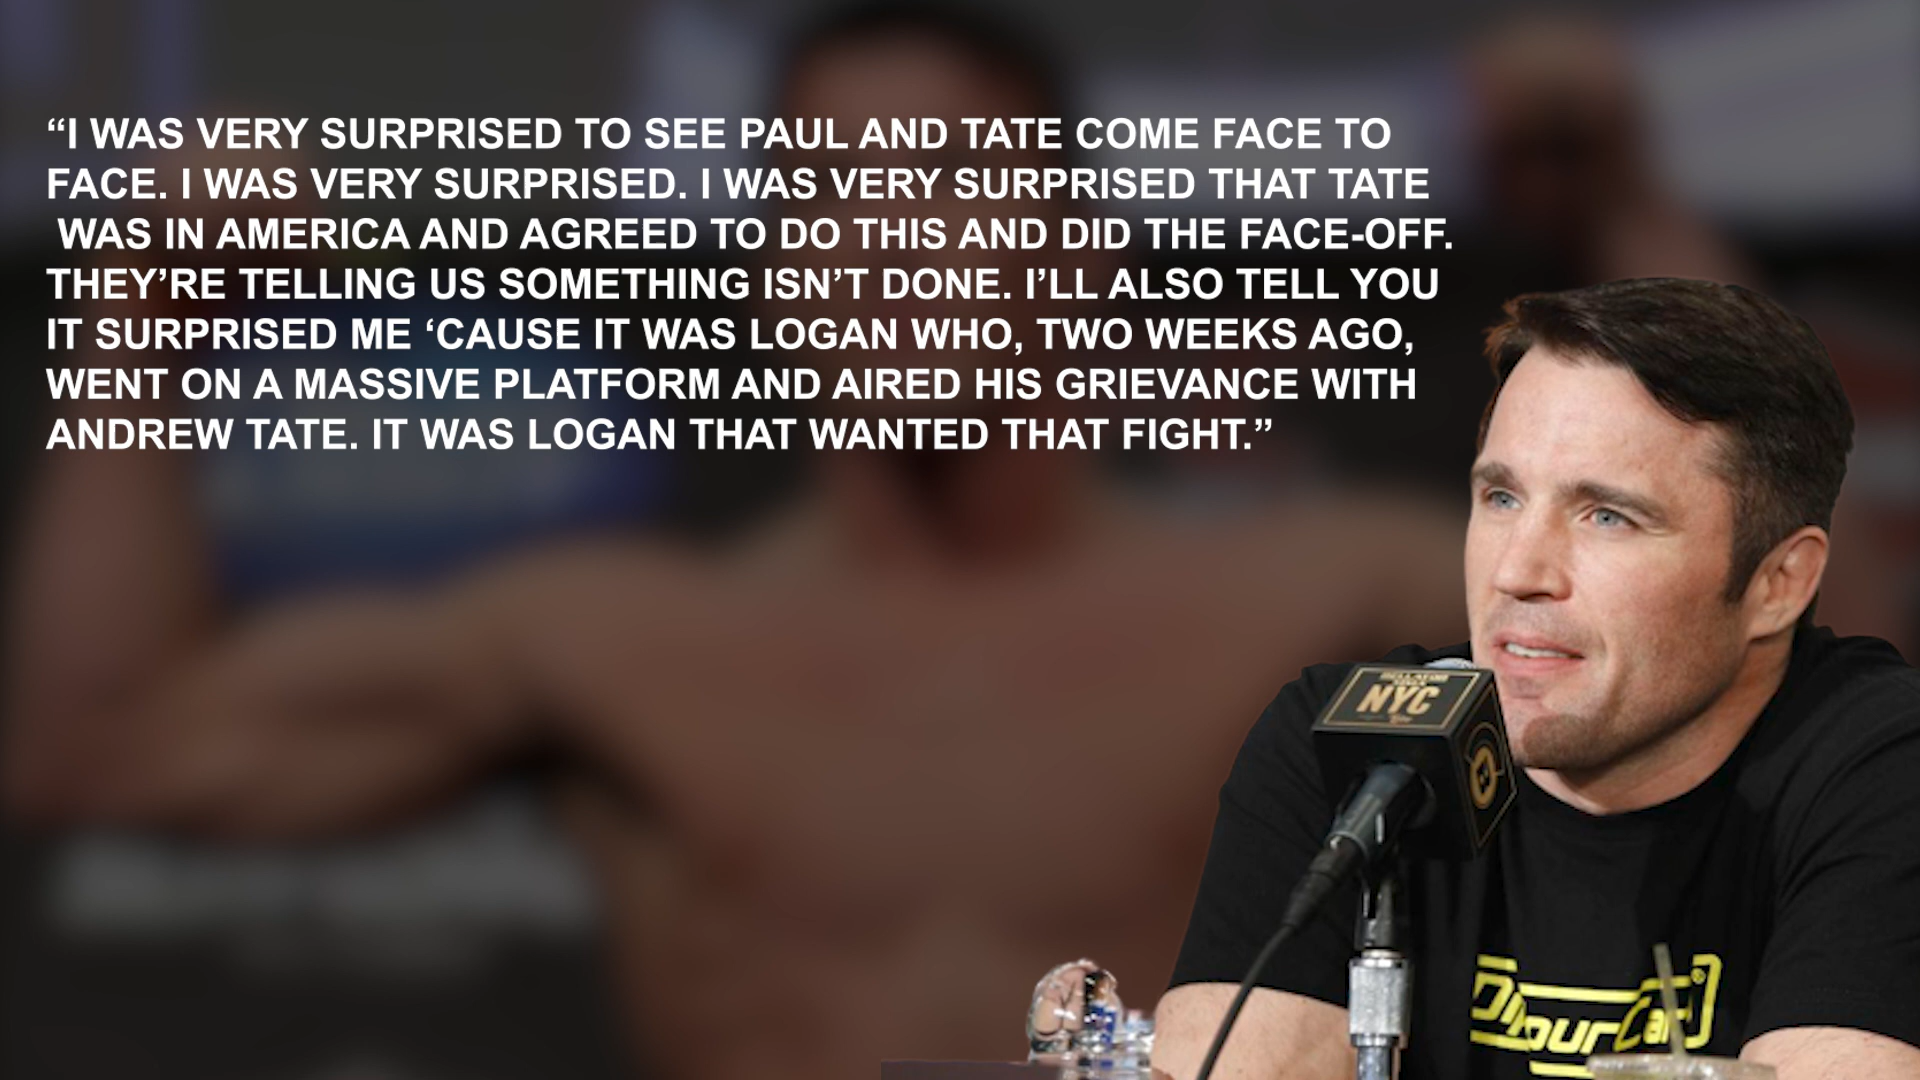 “I WAS VERY SURPRISED TO SEE PAUL AND TATE COME FACE TO
FACE. I WAS VERY SURPRISED. I WAS VERY SURPRISED THAT TATE
WAS IN AMERICA AND AGREED TO DO THIS AND DID THE FACE-OFF.
THEY’RE TELLING US SOMETHING ISN’T DONE. I’LL ALSO TELL YOU
IT SURPRISED ME ‘CAUSE IT WAS LOGAN WHO, TWO WEEKS AGO,
WENT ON A MASSIVE PLATFORM AND AIRED HIS GRIEVANCE WITH
ANDREW TATE. IT WAS LOGAN THAT WANTED THAT FIGHT.”
NYC